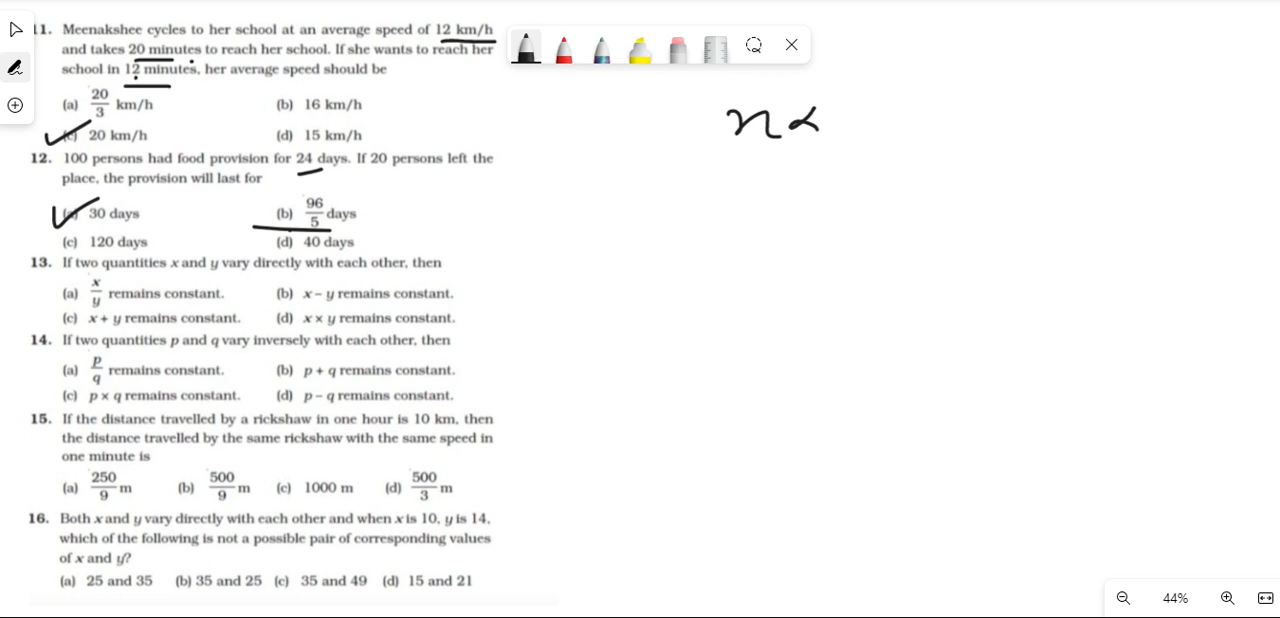 11. Meenakshee cycles to her school at an average speed of 12 km/h
and takes 20 minutes to reach her school. If she wants to reach her
school in 12 minutes, her average speed should be
(a) 20/3 km/h (b) 16 km/h
(c) 20 km/h (d) 15 km/h
12. 100 persons had food provision for 24 days. If 20 persons left the
place, the provision will last for
(a) 30 days (b) 96/5 days
(c) 120 days (d) 40 days
13. If two quantities x and y vary directly with each other, then
(a) x/y remains constant. (b) x – y remains constant.
(c) x + y remains constant. (d) x × y remains constant.
14. If two quantities p and q vary inversely with each other, then
(a) p/q remains constant. (b) p + q remains constant.
(c) p × q remains constant. (d) p – q remains constant.
15. If the distance travelled by a rickshaw in one hour is 10 km, then
the distance travelled by the same rickshaw with the same speed in
one minute is
(a) 250/9 m (b) 500/9 m (c) 1000 m (d) 500/3 m
16. Both x and y vary directly with each other and when x is 10, y is 14,
which of the following is not a possible pair of corresponding values
of x and y?
(a) 25 and 35 (b) 35 and 25 (c) 35 and 49 (d) 15 and 21
x ∝
44%